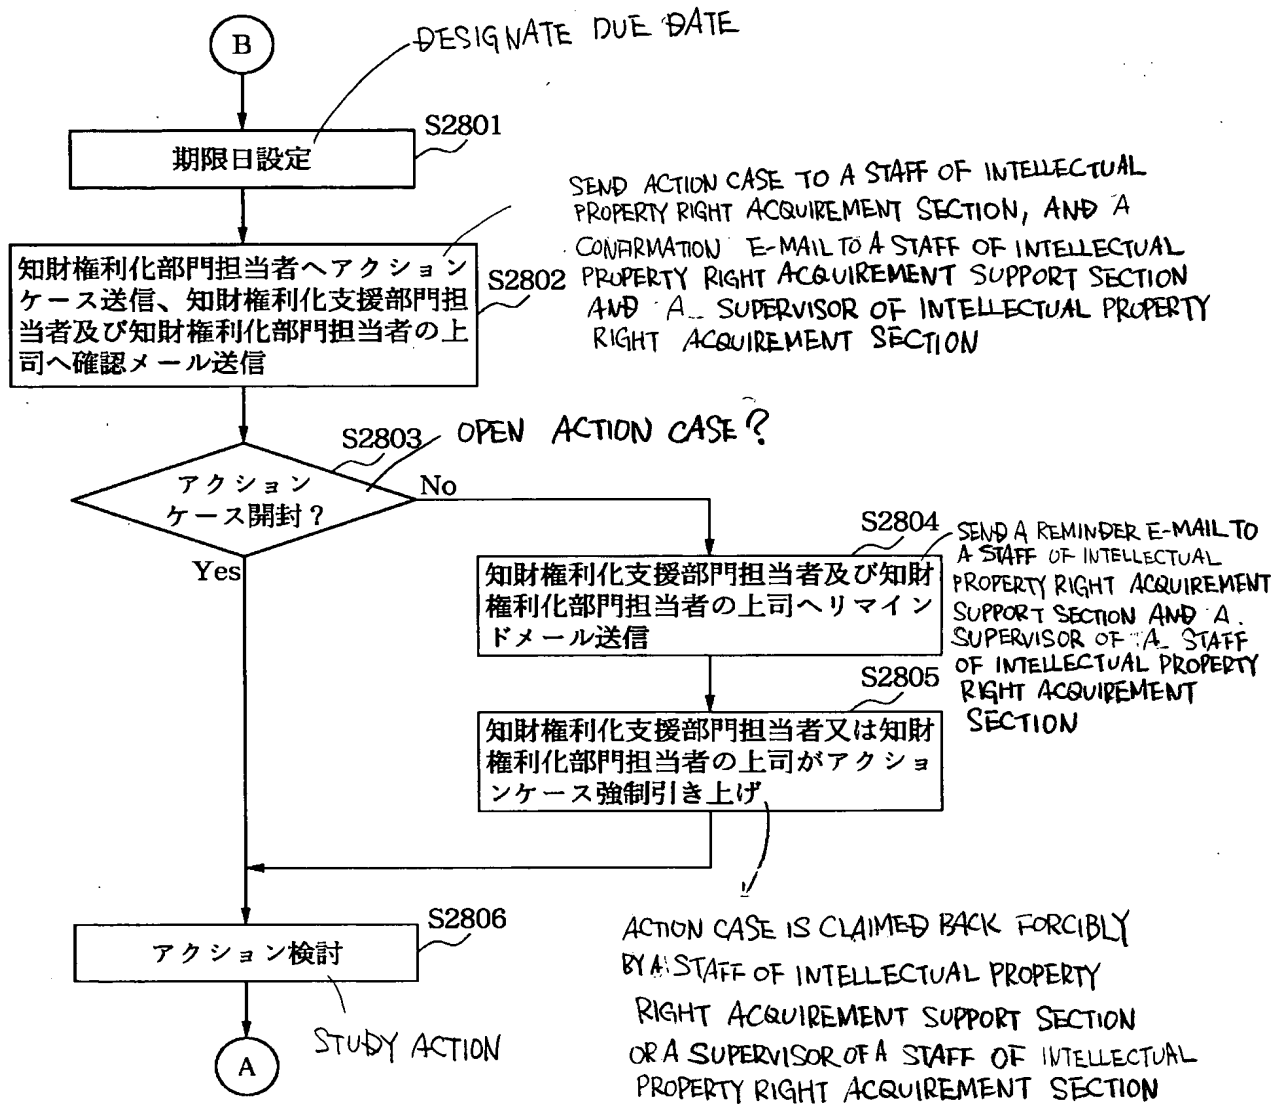 B
DESIGNATE DUE DATE
S2801
期限日設定
SEND ACTION CASE TO A STAFF OF INTELLECTUAL
PROPERTY RIGHT ACQUIREMENT SECTION, AND A
CONFIRMATION E-MAIL TO A STAFF OF INTELLECTUAL
PROPERTY RIGHT ACQUIREMENT SUPPORT SECTION
AND A SUPERVISOR OF INTELLECTUAL PROPERTY
RIGHT ACQUIREMENT SECTION
S2802
知財権利化部門担当者へアクション
ケース送信、知財権利化支援部門担
当者及び知財権利化部門担当者の上
司へ確認メール送信
S2803
OPEN ACTION CASE?
アクション
ケース開封?
No
Yes
S2804
知財権利化支援部門担当者及び知財
権利化部門担当者の上司へリマイン
ドメール送信
SEND A REMINDER E-MAIL TO
A STAFF OF INTELLECTUAL
PROPERTY RIGHT ACQUIREMENT
SUPPORT SECTION AND A
SUPERVISOR OF A STAFF
OF INTELLECTUAL PROPERTY
RIGHT ACQUIREMENT
SECTION
S2805
知財権利化支援部門担当者又は知財
権利化部門担当者の上司がアクショ
ンケース強制引き上げ
S2806
アクション検討
ACTION CASE IS CLAIMED BACK FORCIBLY
BY A STAFF OF INTELLECTUAL PROPERTY
RIGHT ACQUIREMENT SUPPORT SECTION
OR A SUPERVISOR OF A STAFF OF INTELLECTUAL
PROPERTY RIGHT ACQUIREMENT SECTION
STUDY ACTION
A